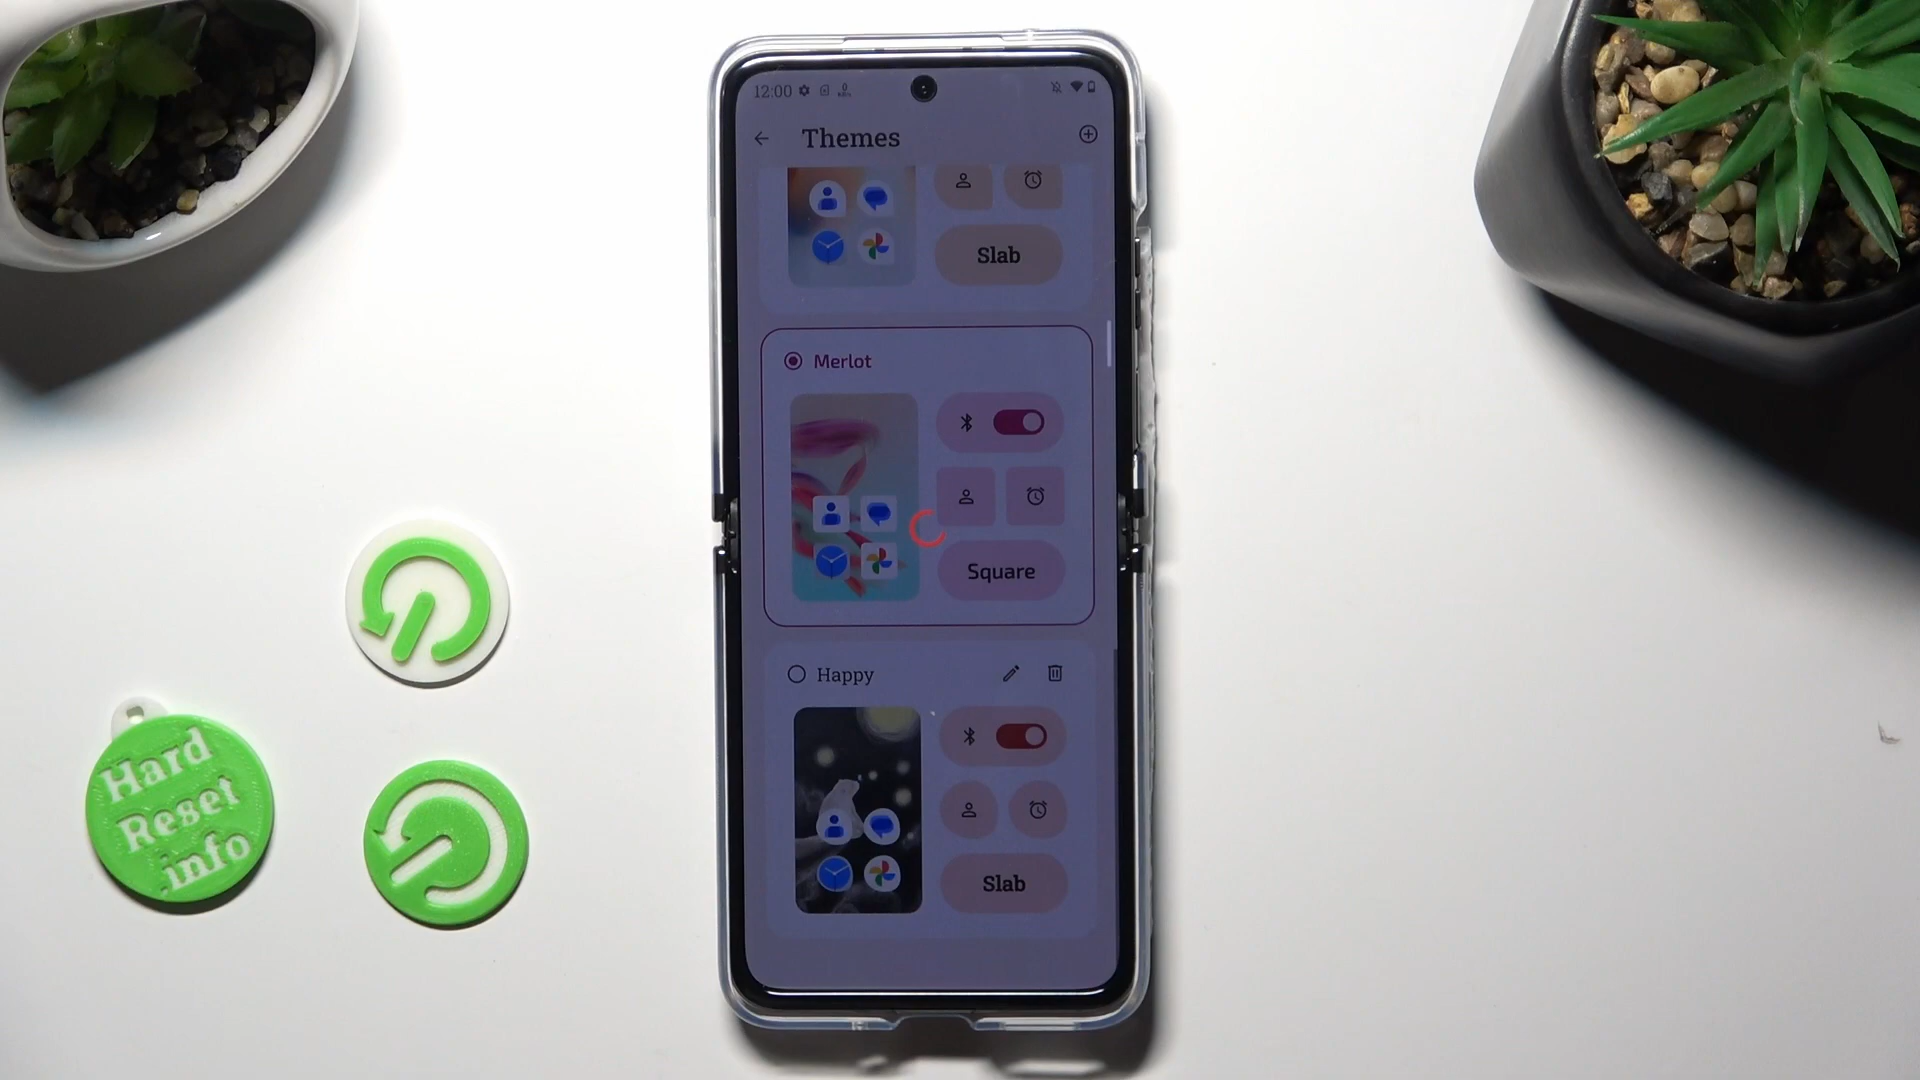 12:00
Themes
Slab
Merlot
Square
Happy
Slab
Hard
Reset
.info